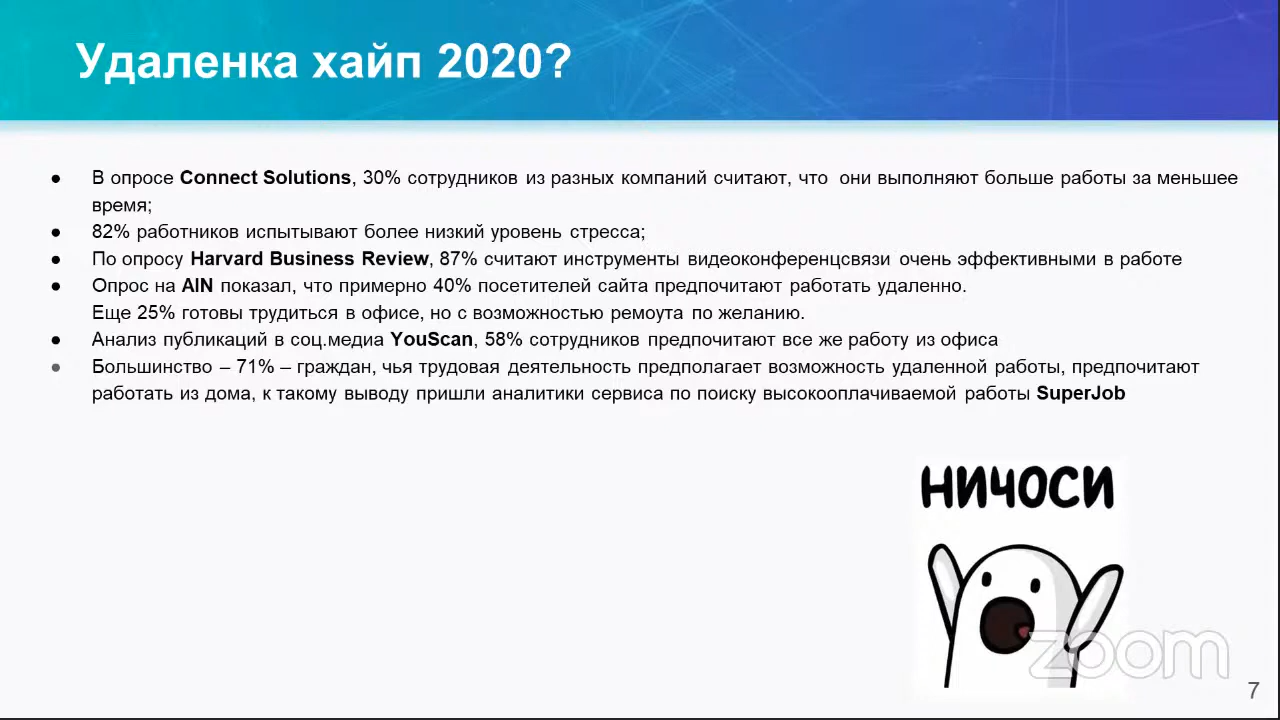 Удаленка хайп 2020?
● В опросе Connect Solutions, 30% сотрудников из разных компаний считают, что они выполняют больше работы за меньшее
время;
● 82% работников испытывают более низкий уровень стресса;
● По опросу Harvard Business Review, 87% считают инструменты видеоконференцсвязи очень эффективными в работе
● Опрос на AIN показал, что примерно 40% посетителей сайта предпочитают работать удаленно.
Еще 25% готовы трудиться в офисе, но с возможностью ремоута по желанию.
● Анализ публикаций в соц.медиа YouScan, 58% сотрудников предпочитают все же работу из офиса
● Большинство – 71% – граждан, чья трудовая деятельность предполагает возможность удаленной работы, предпочитают
работать из дома, к такому выводу пришли аналитики сервиса по поиску высокооплачиваемой работы SuperJob
НИЧОСИ
zoom
7